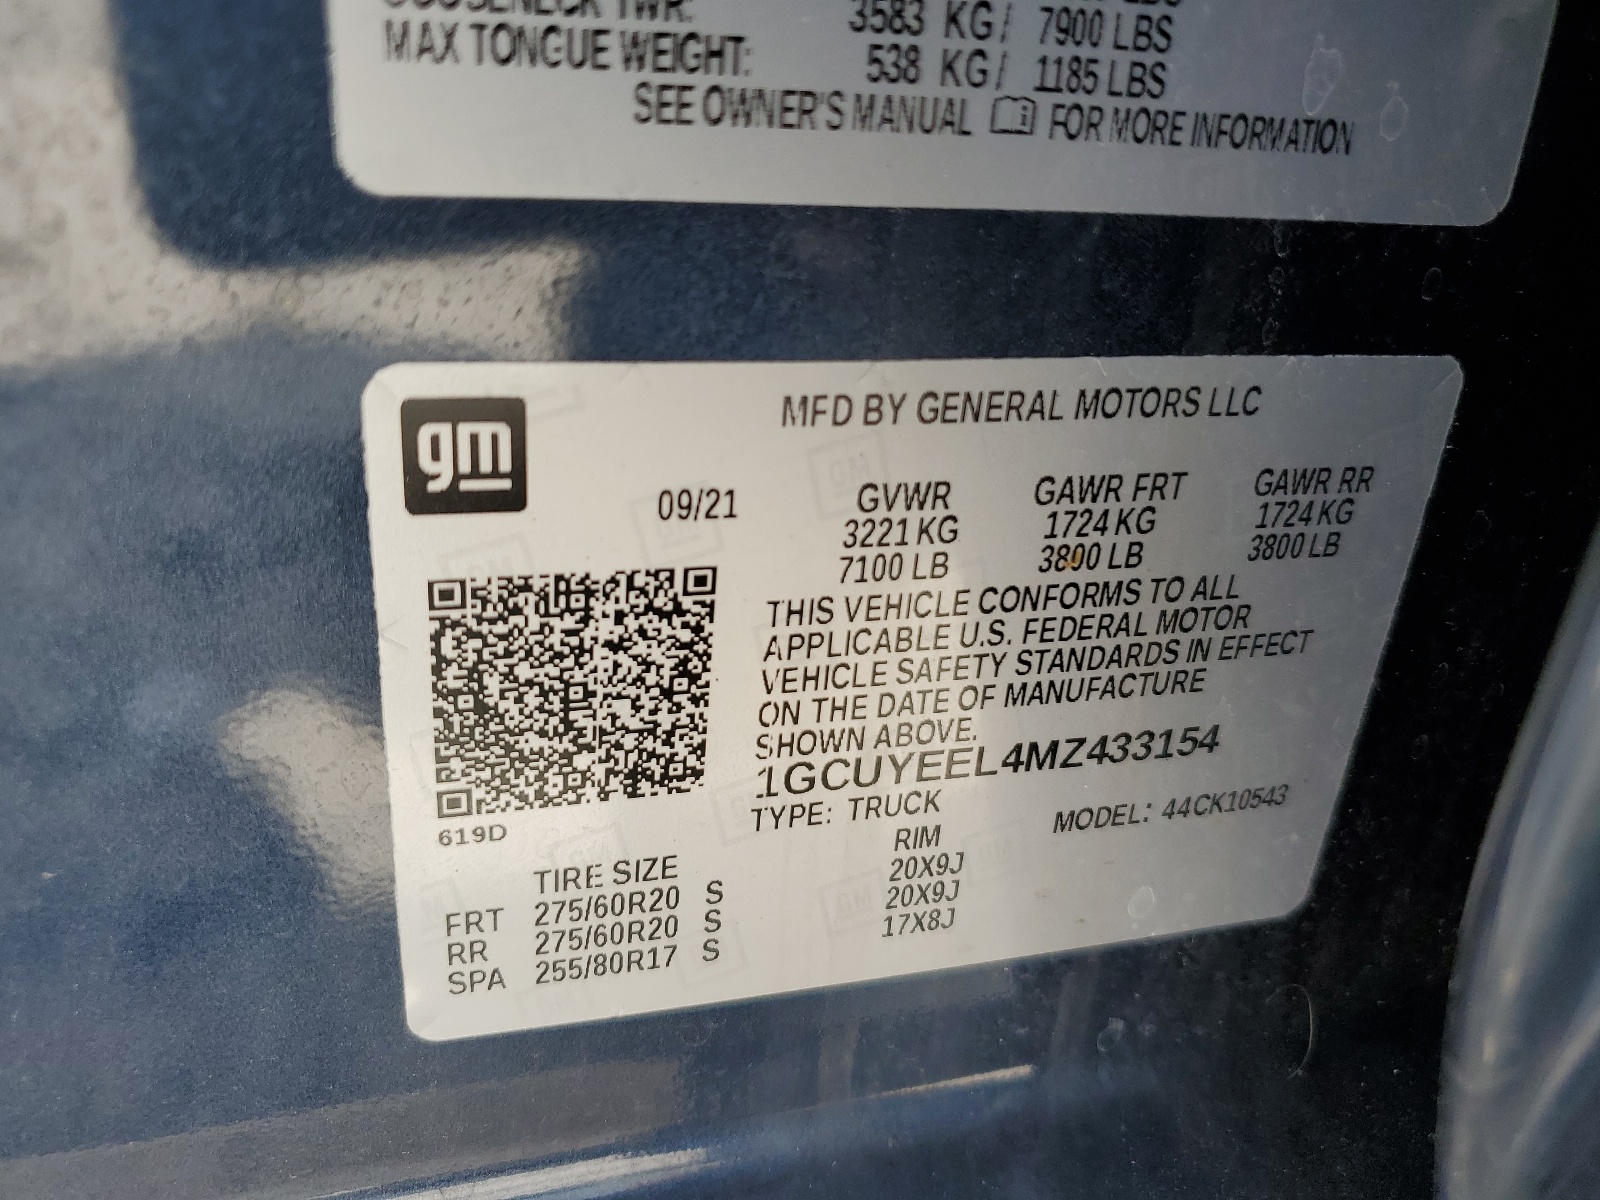 GOOSENECK TWR: 3583 KG / 7900 LBS
MAX TONGUE WEIGHT: 538 KG / 1185 LBS
SEE OWNER'S MANUAL FOR MORE INFORMATION
gm
MFD BY GENERAL MOTORS LLC
09/21 GVWR GAWR FRT GAWR RR
3221 KG 1724 KG 1724 KG
7100 LB 3800 LB 3800 LB
THIS VEHICLE CONFORMS TO ALL
APPLICABLE U.S. FEDERAL MOTOR
VEHICLE SAFETY STANDARDS IN EFFECT
ON THE DATE OF MANUFACTURE
SHOWN ABOVE.
1GCUYEEL4MZ433154
TYPE: TRUCK MODEL: 44CK10543
619D
TIRE SIZE RIM
FRT 275/60R20 S 20X9J
RR 275/60R20 S 20X9J
SPA 255/80R17 S 17X8J